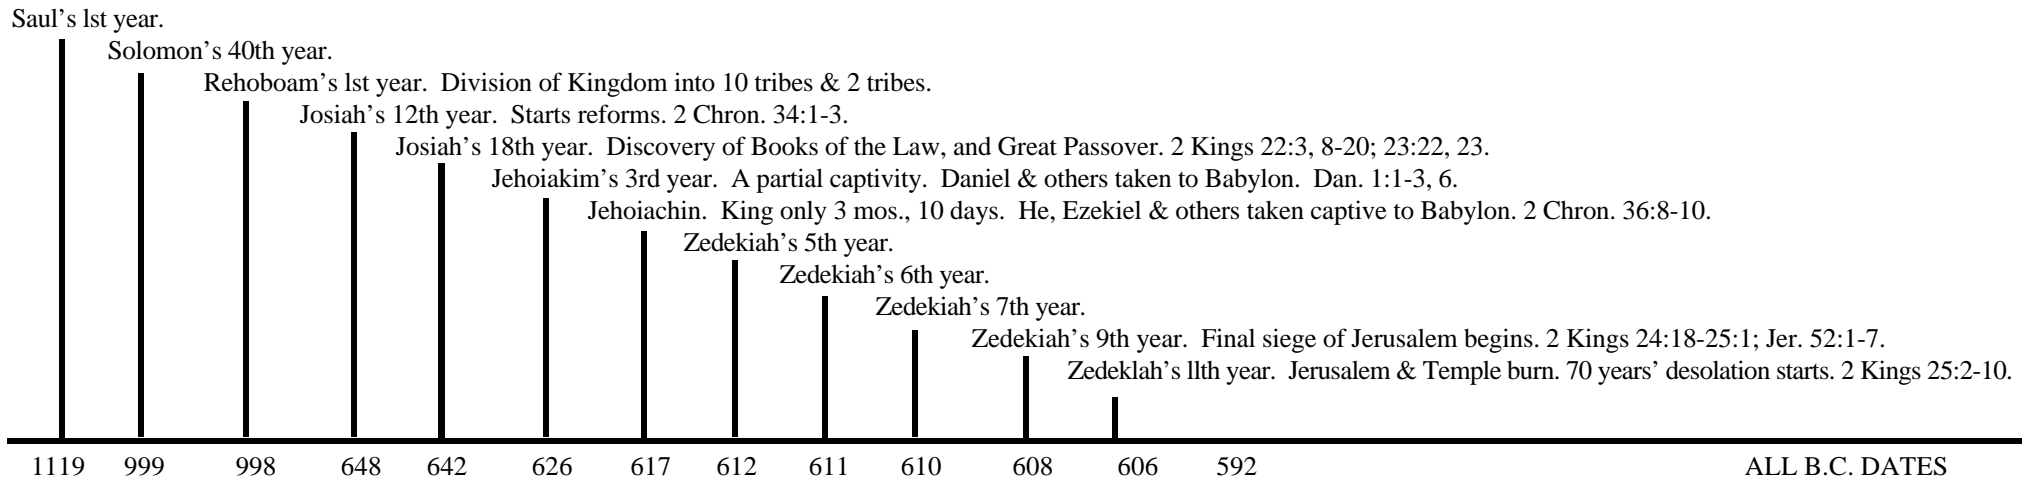 Saul’s lst year.
Solomon’s 40th year.
Rehoboam’s lst year.  Division of Kingdom into 10 tribes & 2 tribes.
Josiah’s 12th year.  Starts reforms. 2 Chron. 34:1-3.
Josiah’s 18th year.  Discovery of Books of the Law, and Great Passover. 2 Kings 22:3, 8-20; 23:22, 23.
Jehoiakim’s 3rd year.  A partial captivity.  Daniel & others taken to Babylon.  Dan. 1:1-3, 6.
Jehoiachin.  King only 3 mos., 10 days.  He, Ezekiel & others taken captive to Babylon. 2 Chron. 36:8-10.
Zedekiah’s 5th year.
Zedekiah’s 6th year.
Zedekiah’s 7th year.
Zedekiah’s 9th year.  Final siege of Jerusalem begins. 2 Kings 24:18-25:1; Jer. 52:1-7.
Zedeklah’s llth year.  Jerusalem & Temple burn. 70 years’ desolation starts. 2 Kings 25:2-10.
1119 999 998 648 642 626 617 612 611 610 608 606 592 ALL B.C. DATES